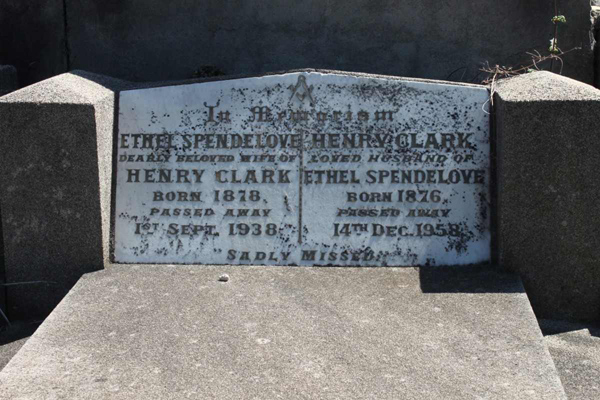 In Memoriam
ETHEL SPENDELOVE
DEARLY BELOVED WIFE OF
HENRY CLARK
BORN 1878,
PASSED AWAY
1ST SEPT. 1938.
HENRY CLARK
LOVED HUSBAND OF
ETHEL SPENDELOVE
BORN 1876,
PASSED AWAY
14TH DEC. 1958.
SADLY MISSED